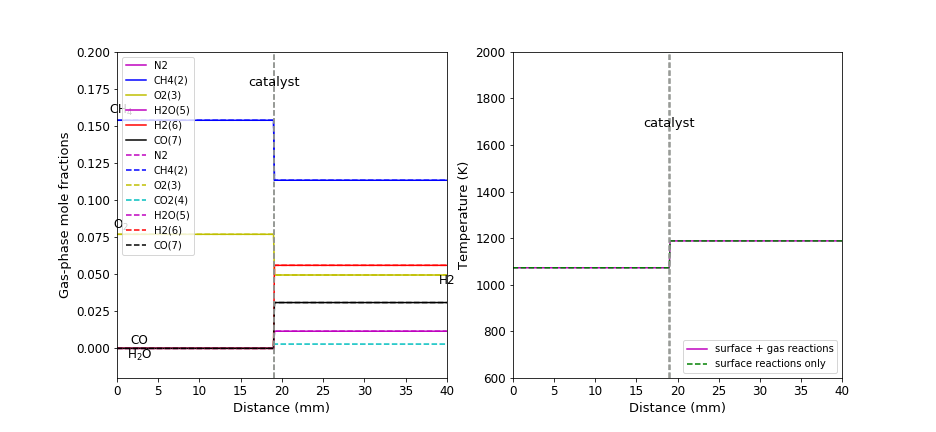 Gas-phase mole fractions
0.200
0.175
0.150
0.125
0.100
0.075
0.050
0.025
0.000
N2
CH4(2)
O2(3)
H2O(5)
H2(6)
CO(7)
N2
CH4(2)
O2(3)
CO2(4)
H2O(5)
H2(6)
CO(7)
catalyst
CH₄
O₂
H2
CO
H₂O
0 5 10 15 20 25 30 35 40
Distance (mm)
Temperature (K)
2000
1800
1600
1400
1200
1000
800
600
catalyst
surface + gas reactions
surface reactions only
0 5 10 15 20 25 30 35 40
Distance (mm)